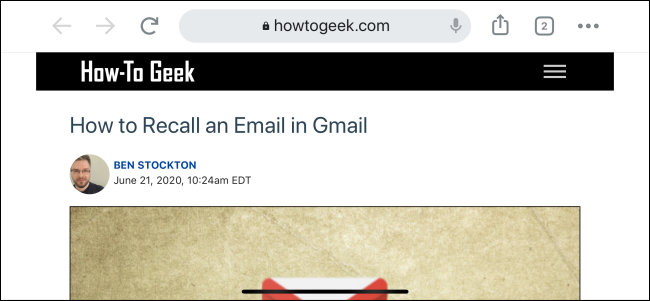 howtogeek.com
2
How-To Geek
How to Recall an Email in Gmail
BEN STOCKTON
June 21, 2020, 10:24am EDT